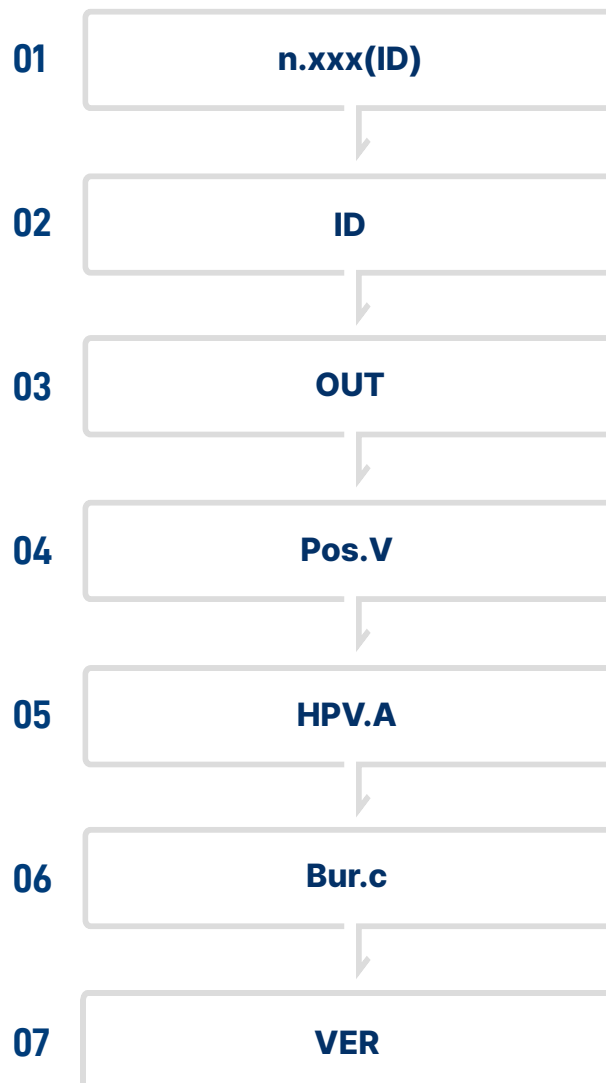 01 n.xxx(ID)
02 ID
03 OUT
04 Pos.V
05 HPV.A
06 Bur.c
07 VER